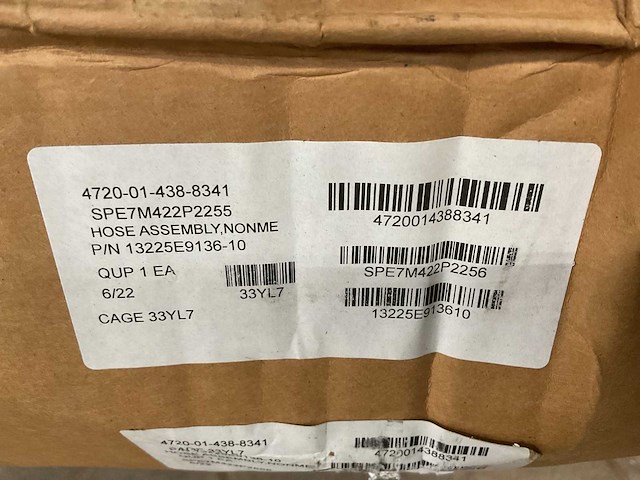 4720-01-438-8341
SPE7M422P2255
HOSE ASSEMBLY,NONME
P/N 13225E9136-10
QUP 1 EA
6/22
33YL7
CAGE 33YL7
4720014388341
SPE7M422P2256
13225E913610
4720-01-438-8341
33YL7
4720014388341